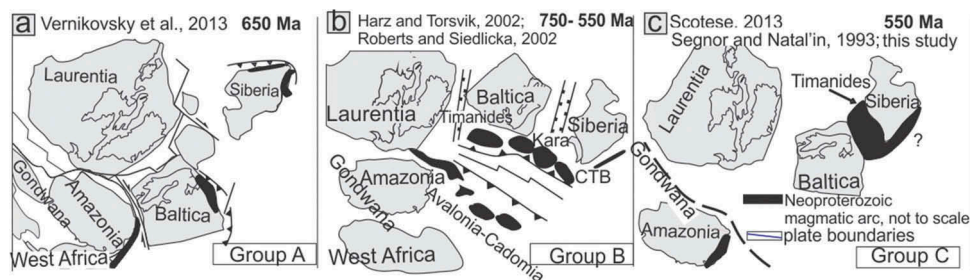 a Vernikovsky et al., 2013 650 Ma
Laurentia
Siberia
Gondwana
Amazonia
Baltica
West Africa
Group A
b Harz and Torsvik, 2002; 750- 550 Ma
Roberts and Siedlicka, 2002
Laurentia
Timanides
Baltica
Kara
Siberia
CTB
Gondwana
Amazonia
Avalonia-Cadomia
West Africa
Group B
c Scotese. 2013 550 Ma
Segnor and Natal'in, 1993; this study
Laurentia
Timanides
Siberia
?
Baltica
Gondwana
Amazonia
Neoproterozoic
magmatic arc, not to scale
plate boundaries
Group C